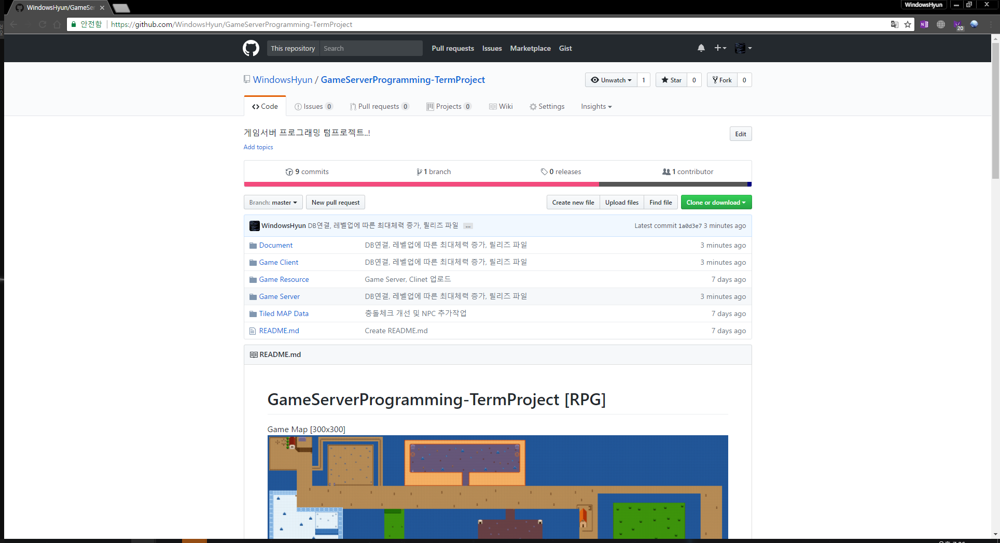 WindowsHyun/GameSer
WindowsHyun
안전함 https://github.com/WindowsHyun/GameServerProgramming-TermProject
20
This repository Search Pull requests Issues Marketplace Gist
WindowsHyun / GameServerProgramming-TermProject
Unwatch 1 Star 0 Fork 0
Code Issues 0 Pull requests 0 Projects 0 Wiki Settings Insights
게임서버 프로그래밍 텀프로젝트..!
Edit
Add topics
9 commits 1 branch 0 releases 1 contributor
Branch: master New pull request Create new file Upload files Find file Clone or download
WindowsHyun DB연결, 레벨업에 따른 최대체력 증가, 릴리즈 파일 ... Latest commit 1a0d3e7 3 minutes ago
Document DB연결, 레벨업에 따른 최대체력 증가, 릴리즈 파일 3 minutes ago
Game Client DB연결, 레벨업에 따른 최대체력 증가, 릴리즈 파일 3 minutes ago
Game Resource Game Server, Clinet 업로드 7 days ago
Game Server DB연결, 레벨업에 따른 최대체력 증가, 릴리즈 파일 3 minutes ago
Tiled MAP Data 충돌체크 개선 및 NPC 추가작업 7 days ago
README.md Create README.md 7 days ago
README.md
GameServerProgramming-TermProject [RPG]
Game Map [300x300]